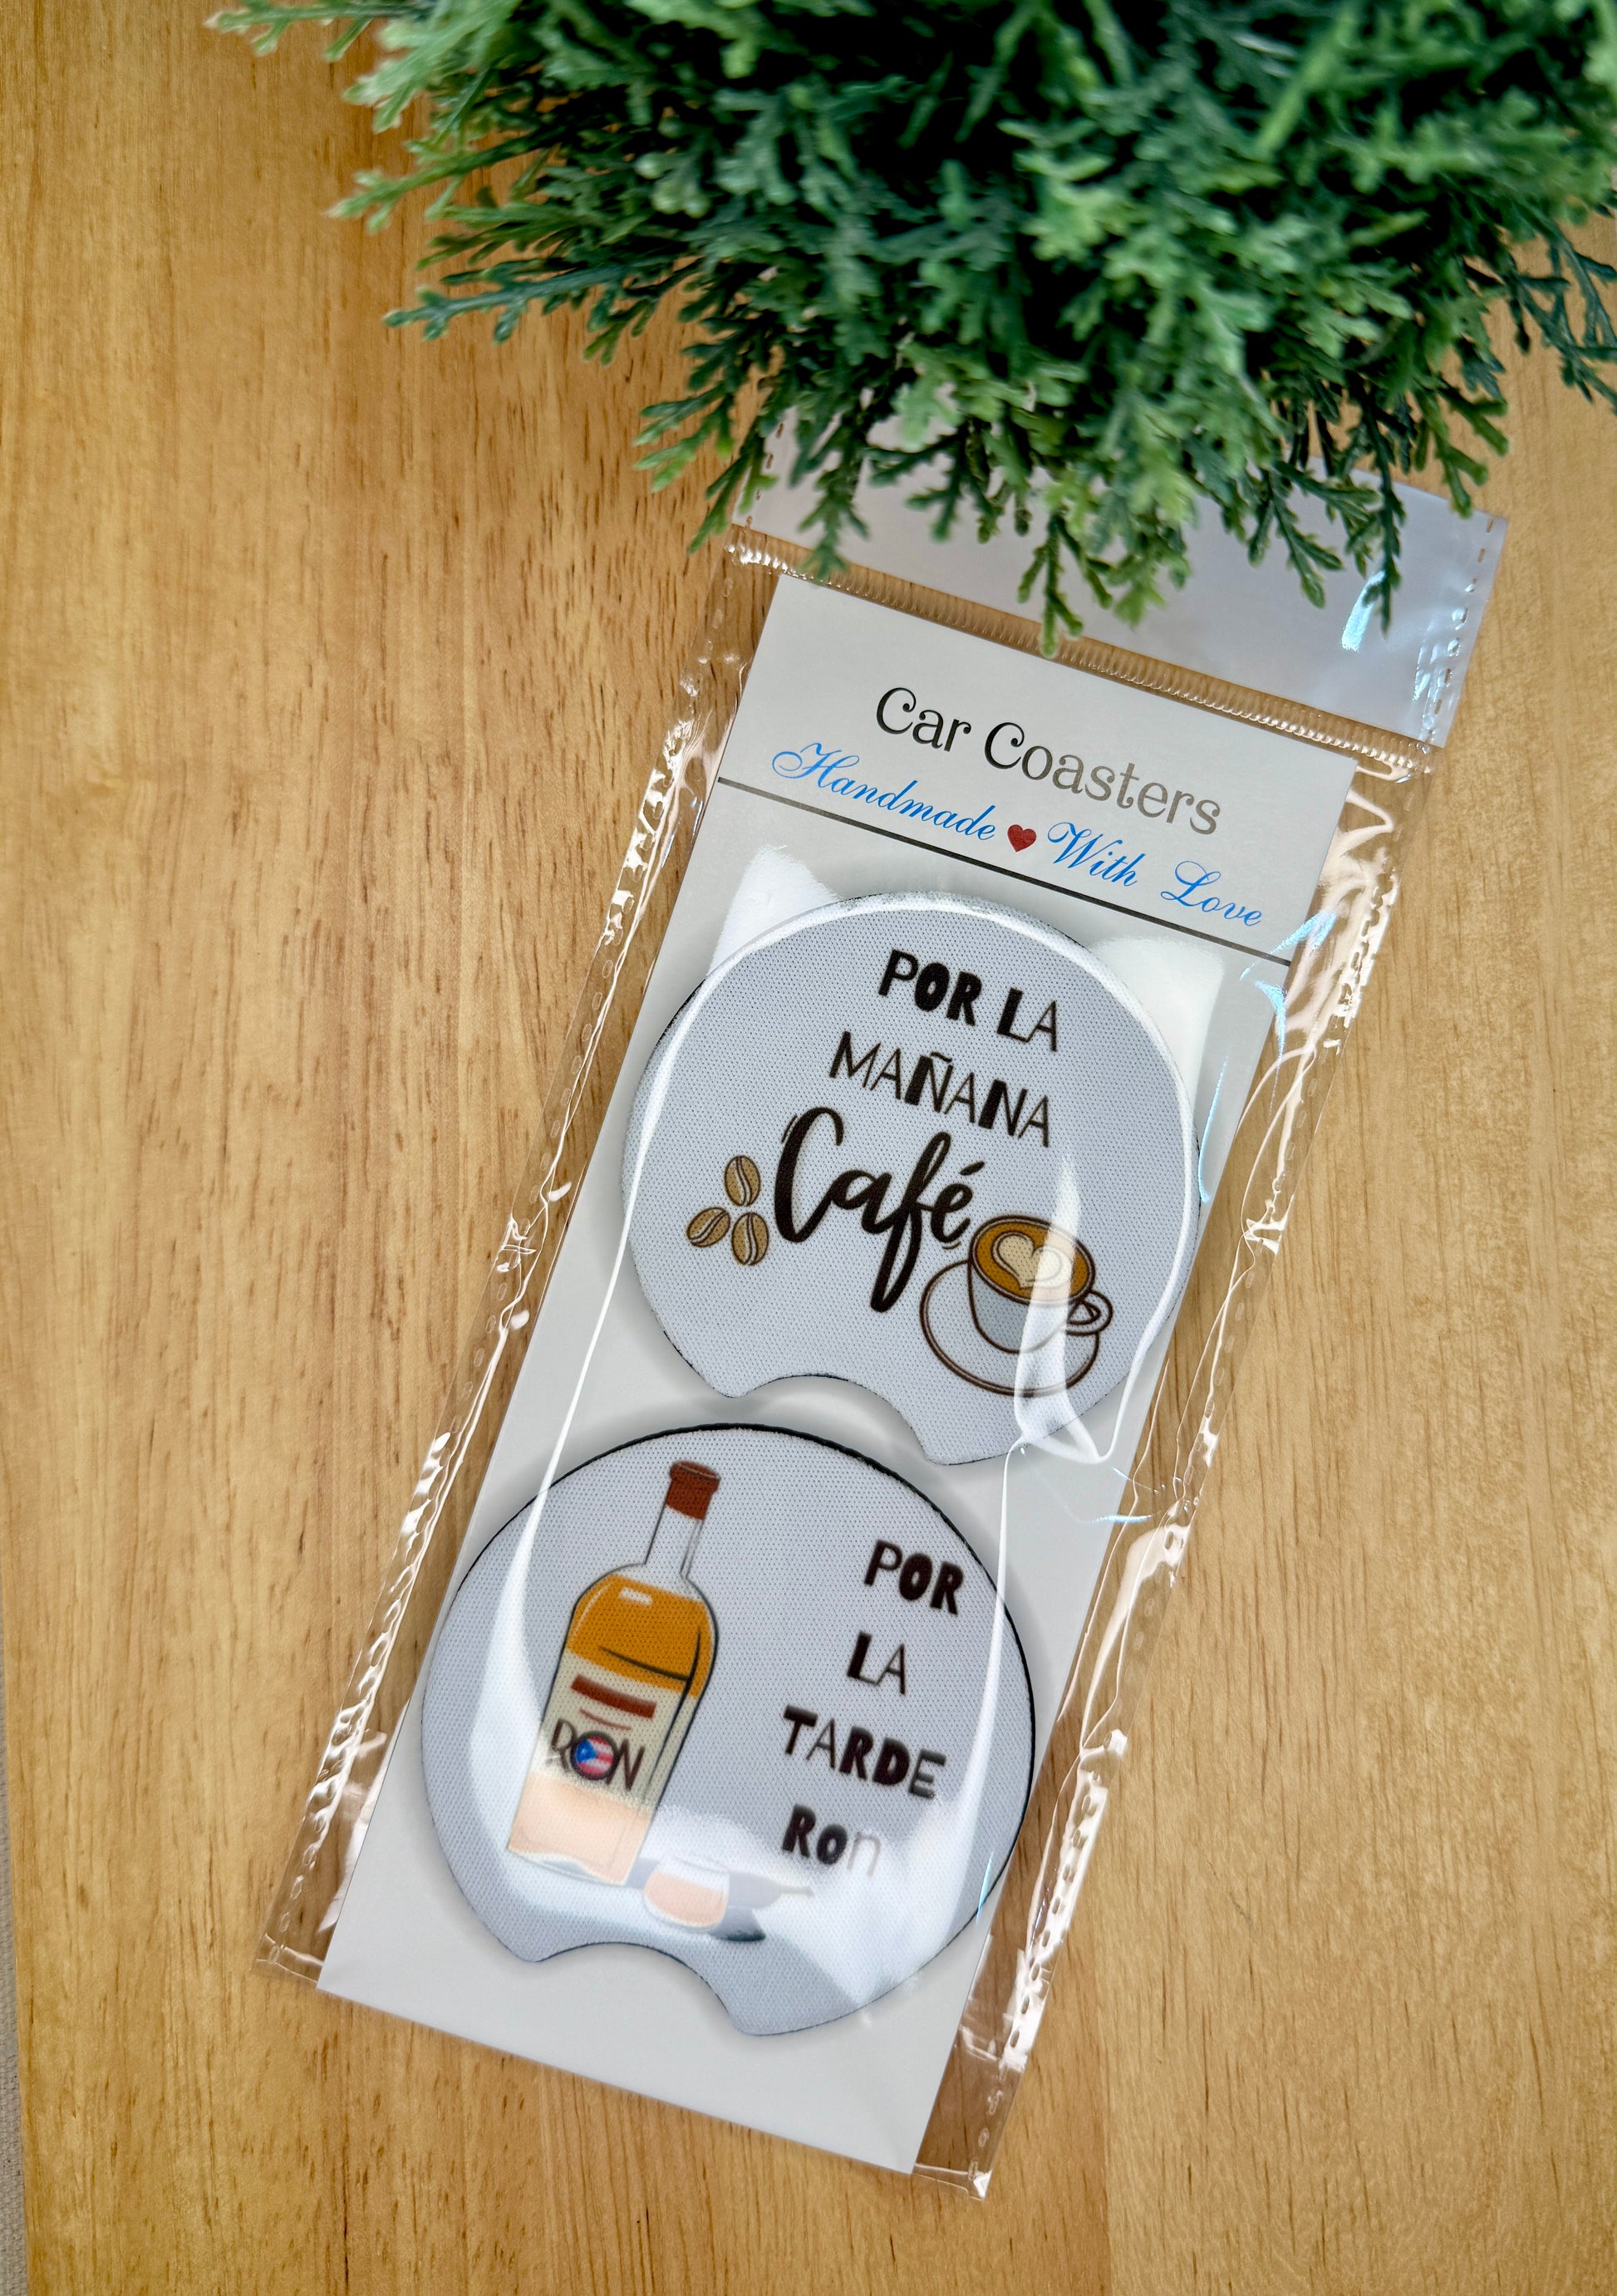 Car Coasters
Handmade ❤ With Love
POR LA
MAÑANA
Café
POR
LA
TARDE
Ron
RON